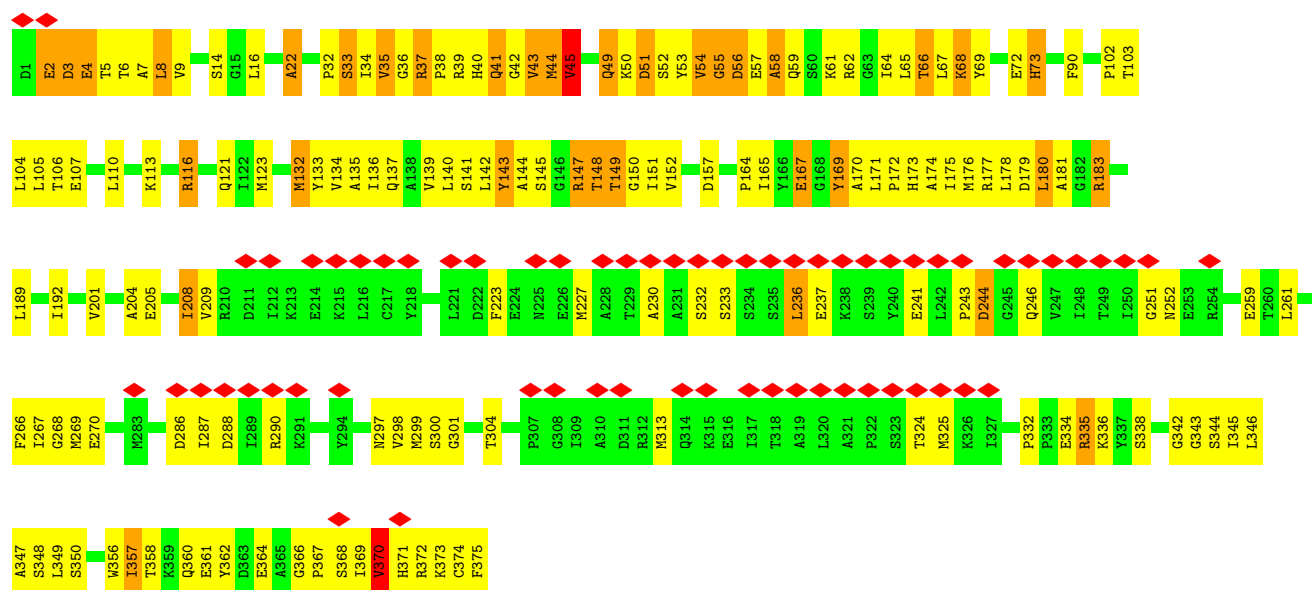 D1 E2 D3 E4 T5 T6 A7 L8 V9 S14 G15 L16 A22 P32 S33 I34 V35 G36 R37 P38 R39 H40 Q41 G42 V43 M44 V45 Q49 K50 D51 S52 Y53 V54 G55 D56 E57 A58 Q59 S60 K61 R62 G63 I64 L65 T66 L67 K68 Y69 E72 H73 F90 P102 T103
L104 L105 T106 E107 L110 K113 R116 Q121 I122 M123 M132 Y133 V134 A135 I136 Q137 A138 V139 L140 S141 L142 Y143 A144 S145 G146 R147 T148 T149 G150 I151 V152 D157 P164 I165 Y166 E167 G168 Y169 A170 L171 P172 H173 A174 I175 M176 R177 L178 D179 L180 A181 G182 R183
L189 I192 V201 A204 E205 I208 V209 R210 D211 I212 K213 E214 K215 L216 C217 Y218 L221 D222 F223 E224 N225 E226 M227 A228 T229 A230 A231 S232 S233 S234 S235 L236 E237 K238 S239 Y240 E241 L242 P243 D244 G245 Q246 V247 I248 T249 I250 G251 N252 E253 R254 E259 T260 L261
F266 I267 G268 M269 E270 M283 D286 I287 D288 I289 R290 K291 Y294 N297 V298 M299 S300 G301 T304 P307 G308 I309 A310 D311 R312 M313 Q314 K315 E316 I317 T318 A319 L320 A321 P322 S323 T324 M325 K326 I327 P332 P333 E334 R335 K336 Y337 S338 G342 G343 S344 I345 L346
A347 S348 L349 S350 W356 I357 T358 K359 Q360 E361 Y362 D363 E364 A365 G366 P367 S368 I369 V370 H371 R372 K373 C374 F375